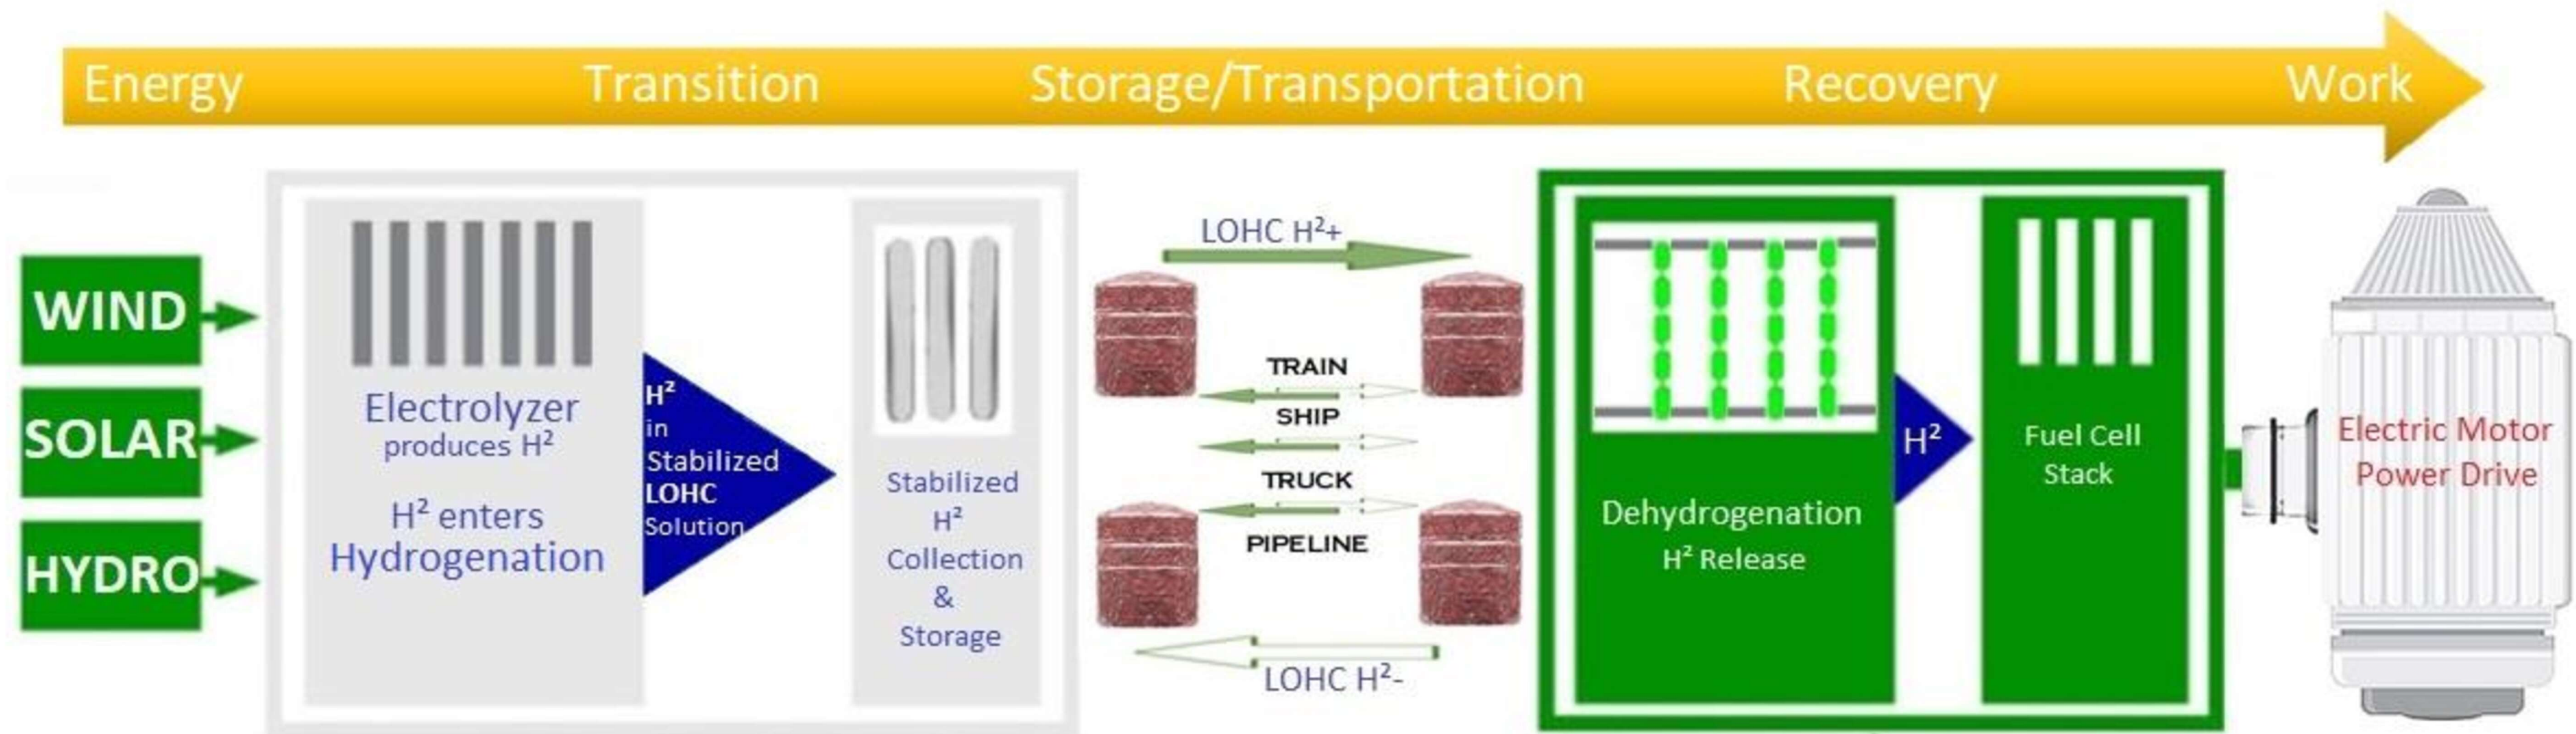 Energy Transition Storage/Transportation Recovery Work
WIND
SOLAR
HYDRO
Electrolyzer
produces H²
H² enters
Hydrogenation
H²
in
Stabilized
LOHC
Solution
Stabilized
H²
Collection
&
Storage
LOHC H²+
TRAIN
SHIP
TRUCK
PIPELINE
LOHC H²-
Dehydrogenation
H² Release
H²
Fuel Cell
Stack
Electric Motor
Power Drive